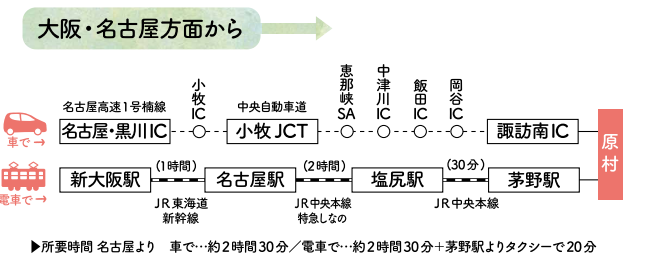 大阪・名古屋方面から
名古屋高速1号楠線
小牧IC
中央自動車道
恵那峡SA
中津川IC
飯田IC
岡谷IC
車で→
名古屋・黒川IC
小牧JCT
諏訪南IC
原村
電車で→
新大阪駅
(1時間)
名古屋駅
(2時間)
塩尻駅
(30分)
茅野駅
JR東海道
新幹線
JR中央本線
特急しなの
JR中央本線
▶所要時間 名古屋より 車で…約2時間30分／電車で…約2時間30分＋茅野駅よりタクシーで20分